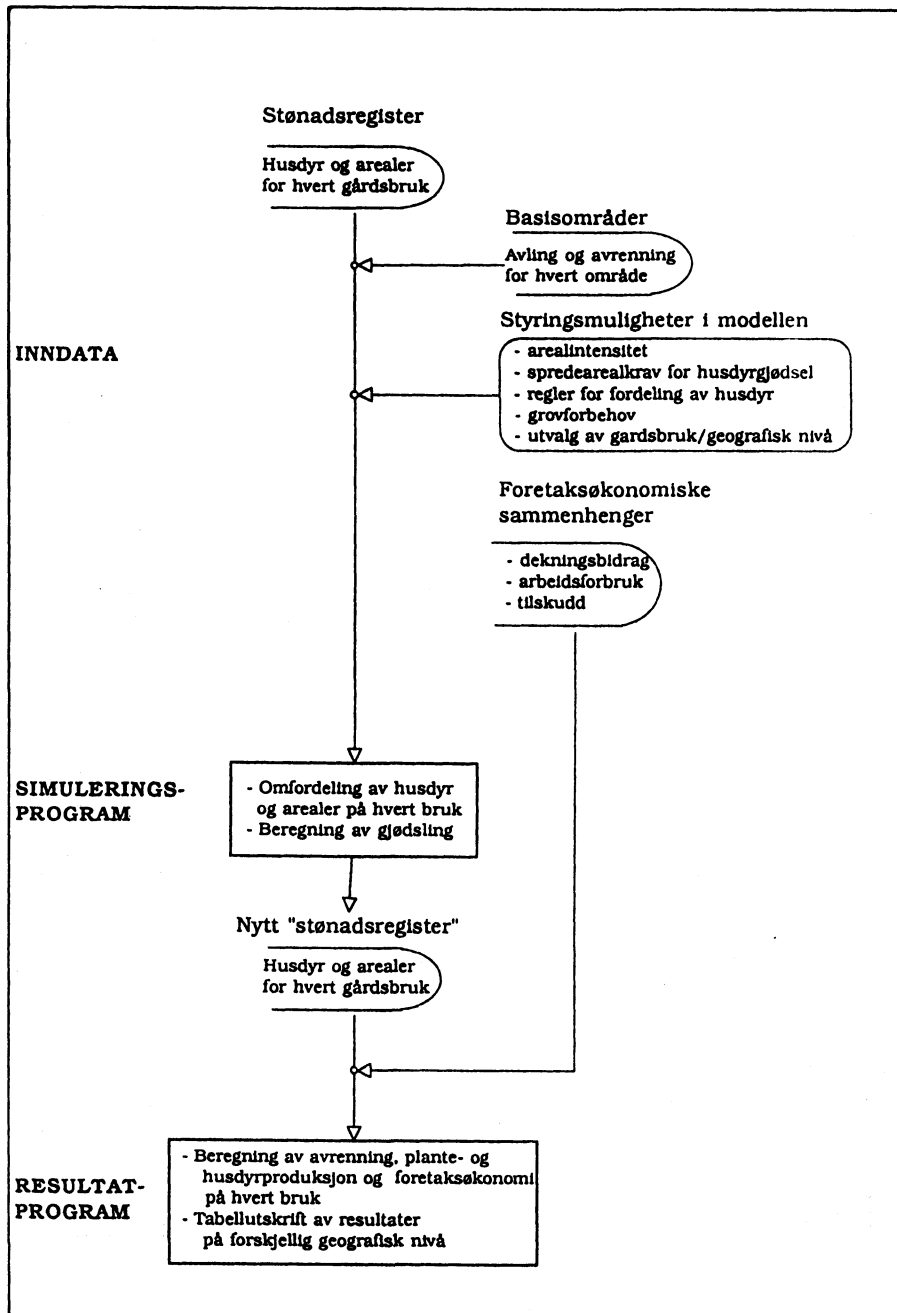 Stønadsregister
Husdyr og arealer
for hvert gårdsbruk
Basisområder
Avling og avrenning
for hvert område
Styringsmuligheter i modellen
INNDATA
- arealintensitet
- spredearealkrav for husdyrgjødsel
- regler for fordeling av husdyr
- grovforbehov
- utvalg av gardsbruk/geografisk nivå
Foretaksøkonomiske
sammenhenger
- dekningsbidrag
- arbeidsforbruk
- tilskudd
SIMULERINGS-
PROGRAM
- Omfordeling av husdyr
og arealer på hvert bruk
- Beregning av gjødsling
Nytt "stønadsregister"
Husdyr og arealer
for hvert gårdsbruk
RESULTAT-
PROGRAM
- Beregning av avrenning, plante- og
husdyrproduksjon og foretaksøkonomi
på hvert bruk
- Tabellutskrift av resultater
på forskjellig geografisk nivå